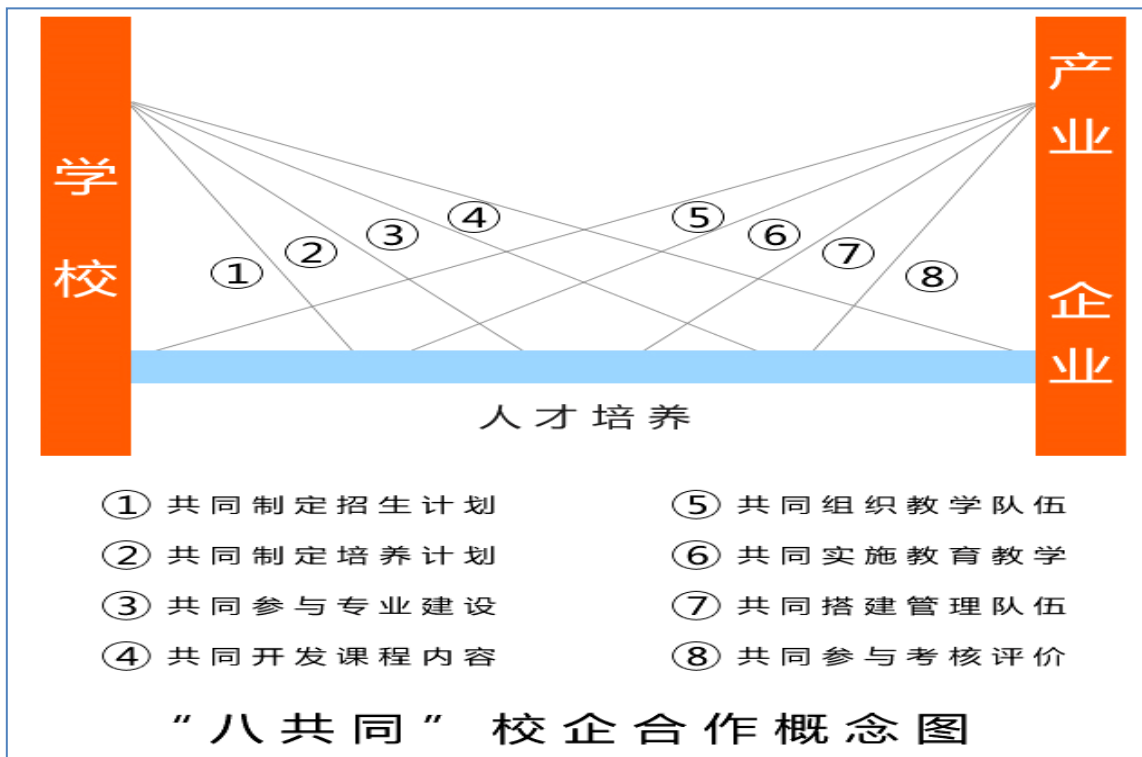 学校
产业 企业
① ② ③ ④ ⑤ ⑥ ⑦ ⑧
人才培养
① 共同制定招生计划
② 共同制定培养计划
③ 共同参与专业建设
④ 共同开发课程内容
⑤ 共同组织教学队伍
⑥ 共同实施教育教学
⑦ 共同搭建管理队伍
⑧ 共同参与考核评价
“八共同”校企合作概念图